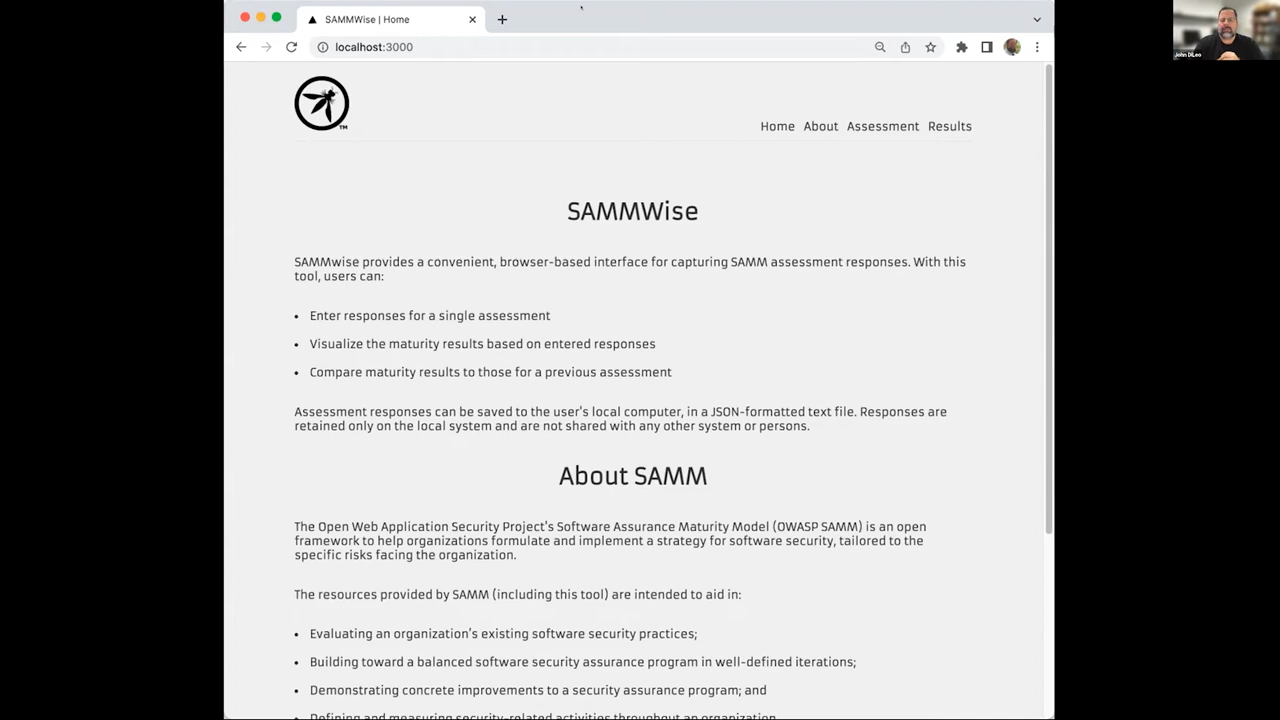 SAMMWise | Home
localhost:3000
John DiLeo
TM
Home About Assessment Results
SAMMWise
SAMMwise provides a convenient, browser-based interface for capturing SAMM assessment responses. With this
tool, users can:
• Enter responses for a single assessment
• Visualize the maturity results based on entered responses
• Compare maturity results to those for a previous assessment
Assessment responses can be saved to the user's local computer, in a JSON-formatted text file. Responses are
retained only on the local system and are not shared with any other system or persons.
About SAMM
The Open Web Application Security Project's Software Assurance Maturity Model (OWASP SAMM) is an open
framework to help organizations formulate and implement a strategy for software security, tailored to the
specific risks facing the organization.
The resources provided by SAMM (including this tool) are intended to aid in:
• Evaluating an organization’s existing software security practices;
• Building toward a balanced software security assurance program in well-defined iterations;
• Demonstrating concrete improvements to a security assurance program; and
• Defining and measuring security-related activities throughout an organization